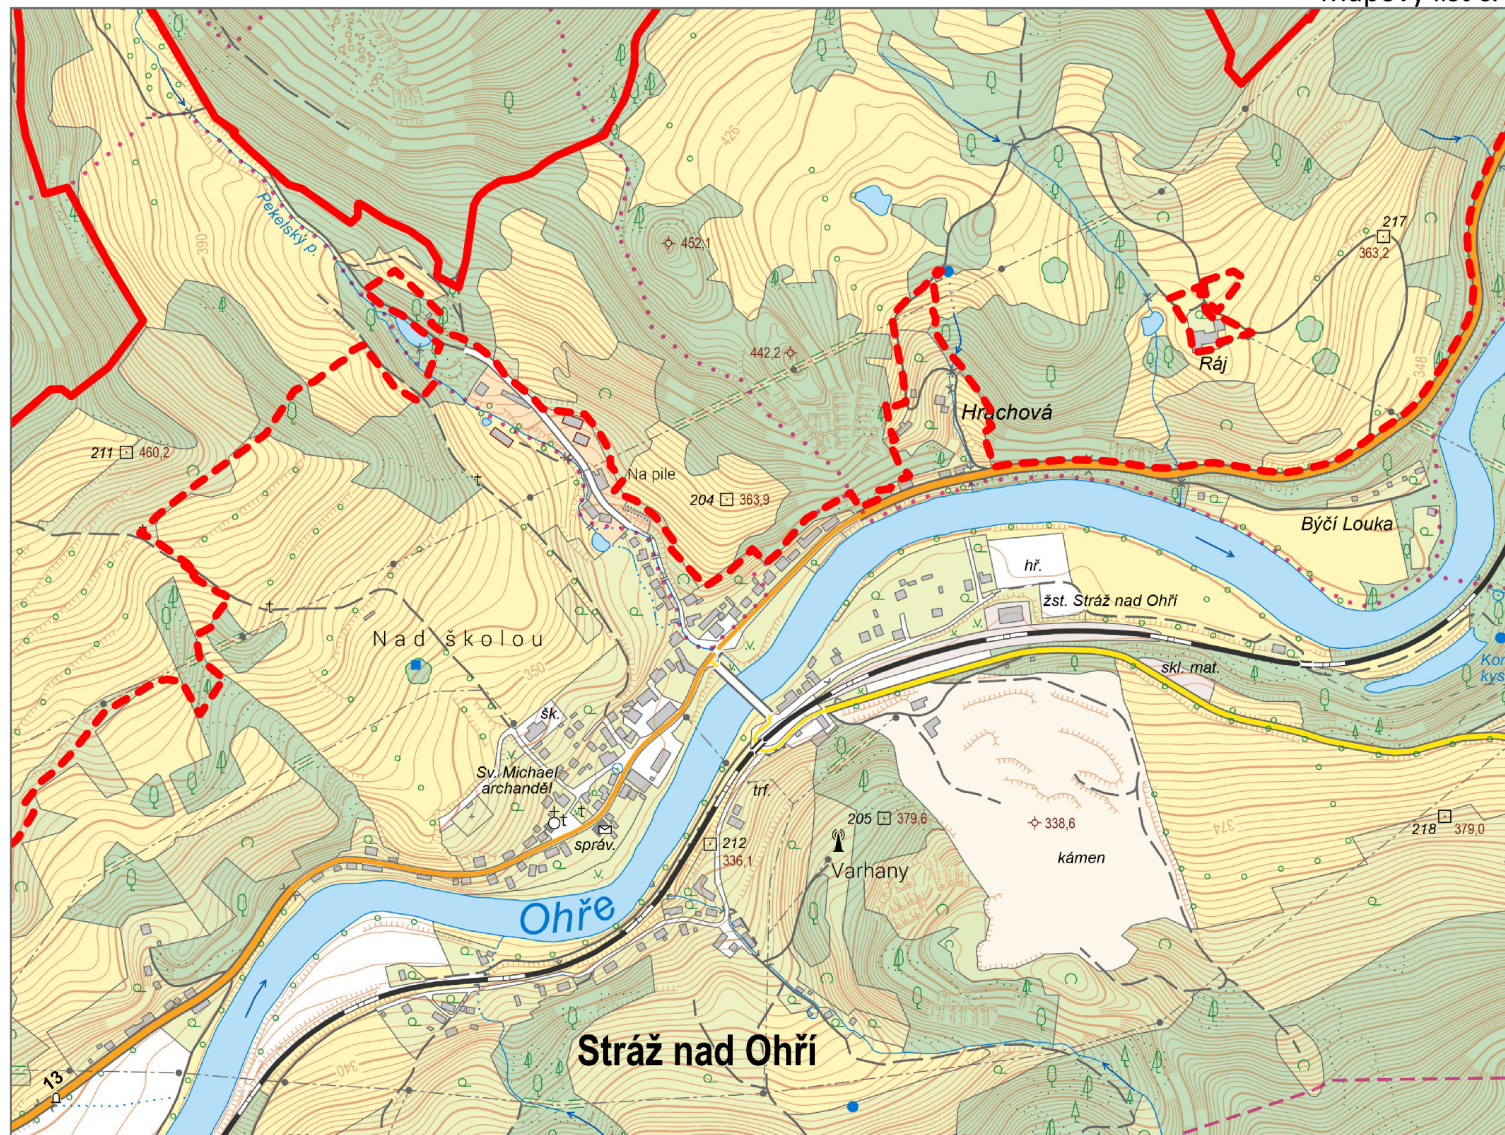 426
Pekelský p.
390
452,1
217
363,2
442,2
Ráj
348
Hruchová
211
460,2
Na pile
204
363,9
Býčí Louka
hř.
žst. Stráž nad Ohří
Nad školou
350
skl. mat.
šk.
Sv. Michael
archanděl
trf.
205
379,6
338,6
374
218
379,0
správ.
212
336,1
Varhany
kámen
Ohře
Stráž nad Ohří
340
13